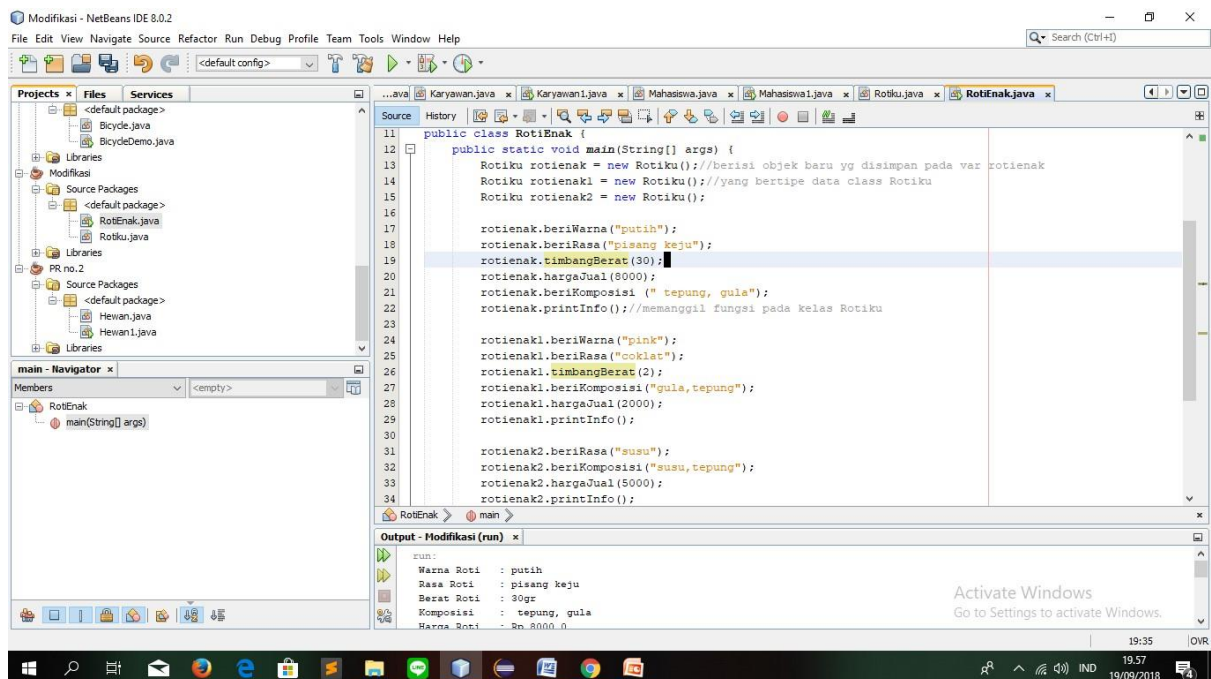 Modifikasi - NetBeans IDE 8.0.2
File Edit View Navigate Source Refactor Run Debug Profile Team Tools Window Help
Search (Ctrl+I)
<default config>
Projects x Files Services
<default package>
Bicycle.java
BicycleDemo.java
Libraries
Modifikasi
Source Packages
<default package>
RotiEnak.java
Rotiku.java
Libraries
PR no.2
Source Packages
<default package>
Hewan.java
Hewan1.java
Libraries
main - Navigator x
Members <empty>
RotiEnak
main(String[] args)
...ava Karyawan.java x Karyawan1.java x Mahasiswa.java x Mahasiswa1.java x Rotiku.java x RotiEnak.java x
Source History
11 public class RotiEnak {
12 public static void main(String[] args) {
13 Rotiku rotienak = new Rotiku();//berisi objek baru yg disimpan pada var rotienak
14 Rotiku rotienak1 = new Rotiku();//yang bertipe data class Rotiku
15 Rotiku rotienak2 = new Rotiku();
16
17 rotienak.beriWarna("putih");
18 rotienak.beriRasa("pisang keju");
19 rotienak.timbangBerat(30);
20 rotienak.hargaJual(8000);
21 rotienak.beriKomposisi (" tepung, gula");
22 rotienak.printInfo();//memanggil fungsi pada kelas Rotiku
23
24 rotienak1.beriWarna("pink");
25 rotienak1.beriRasa("coklat");
26 rotienak1.timbangBerat(2);
27 rotienak1.beriKomposisi("gula,tepung");
28 rotienak1.hargaJual(2000);
29 rotienak1.printInfo();
30
31 rotienak2.beriRasa("susu");
32 rotienak2.beriKomposisi("susu,tepung");
33 rotienak2.hargaJual(5000);
34 rotienak2.printInfo();
RotiEnak main
Output - Modifikasi (run) x
run:
Warna Roti : putih
Rasa Roti : pisang keju
Berat Roti : 30gr
Komposisi : tepung, gula
Harga Roti : Rp 8000.0
Activate Windows
Go to Settings to activate Windows.
19:35 OVR
IND
19.57
19/09/2018